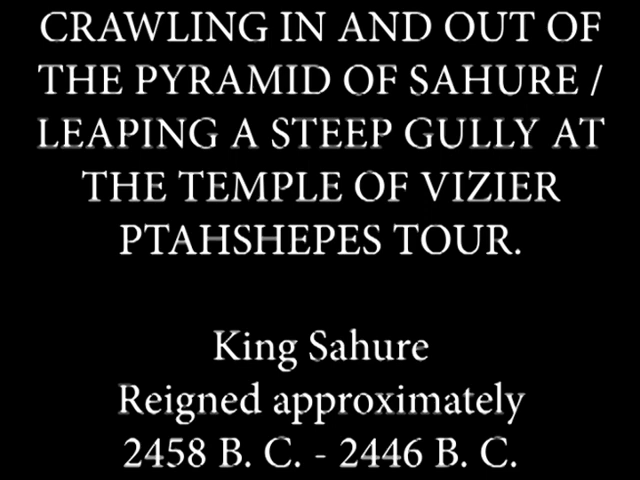 CRAWLING IN AND OUT OF
THE PYRAMID OF SAHURE /
LEAPING A STEEP GULLY AT
THE TEMPLE OF VIZIER
PTAHSHEPES TOUR.
King Sahure
Reigned approximately
2458 B. C. - 2446 B. C.